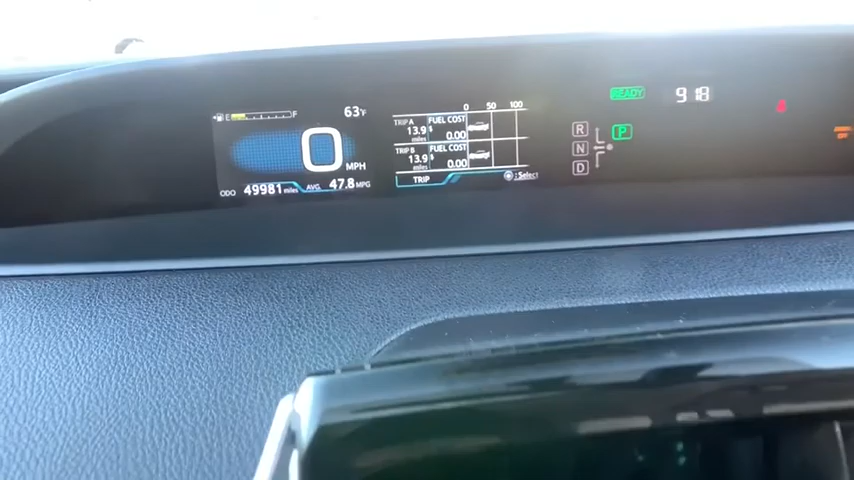 E F
63°F
0
MPH
ODO 49981 miles AVG. 47.8 MPG
0 50 100
TRIP A FUEL COST
13.9 miles $ 0.00
TRIP B FUEL COST
13.9 miles $ 0.00
TRIP
: Select
READY
9 18
R
N
D
P